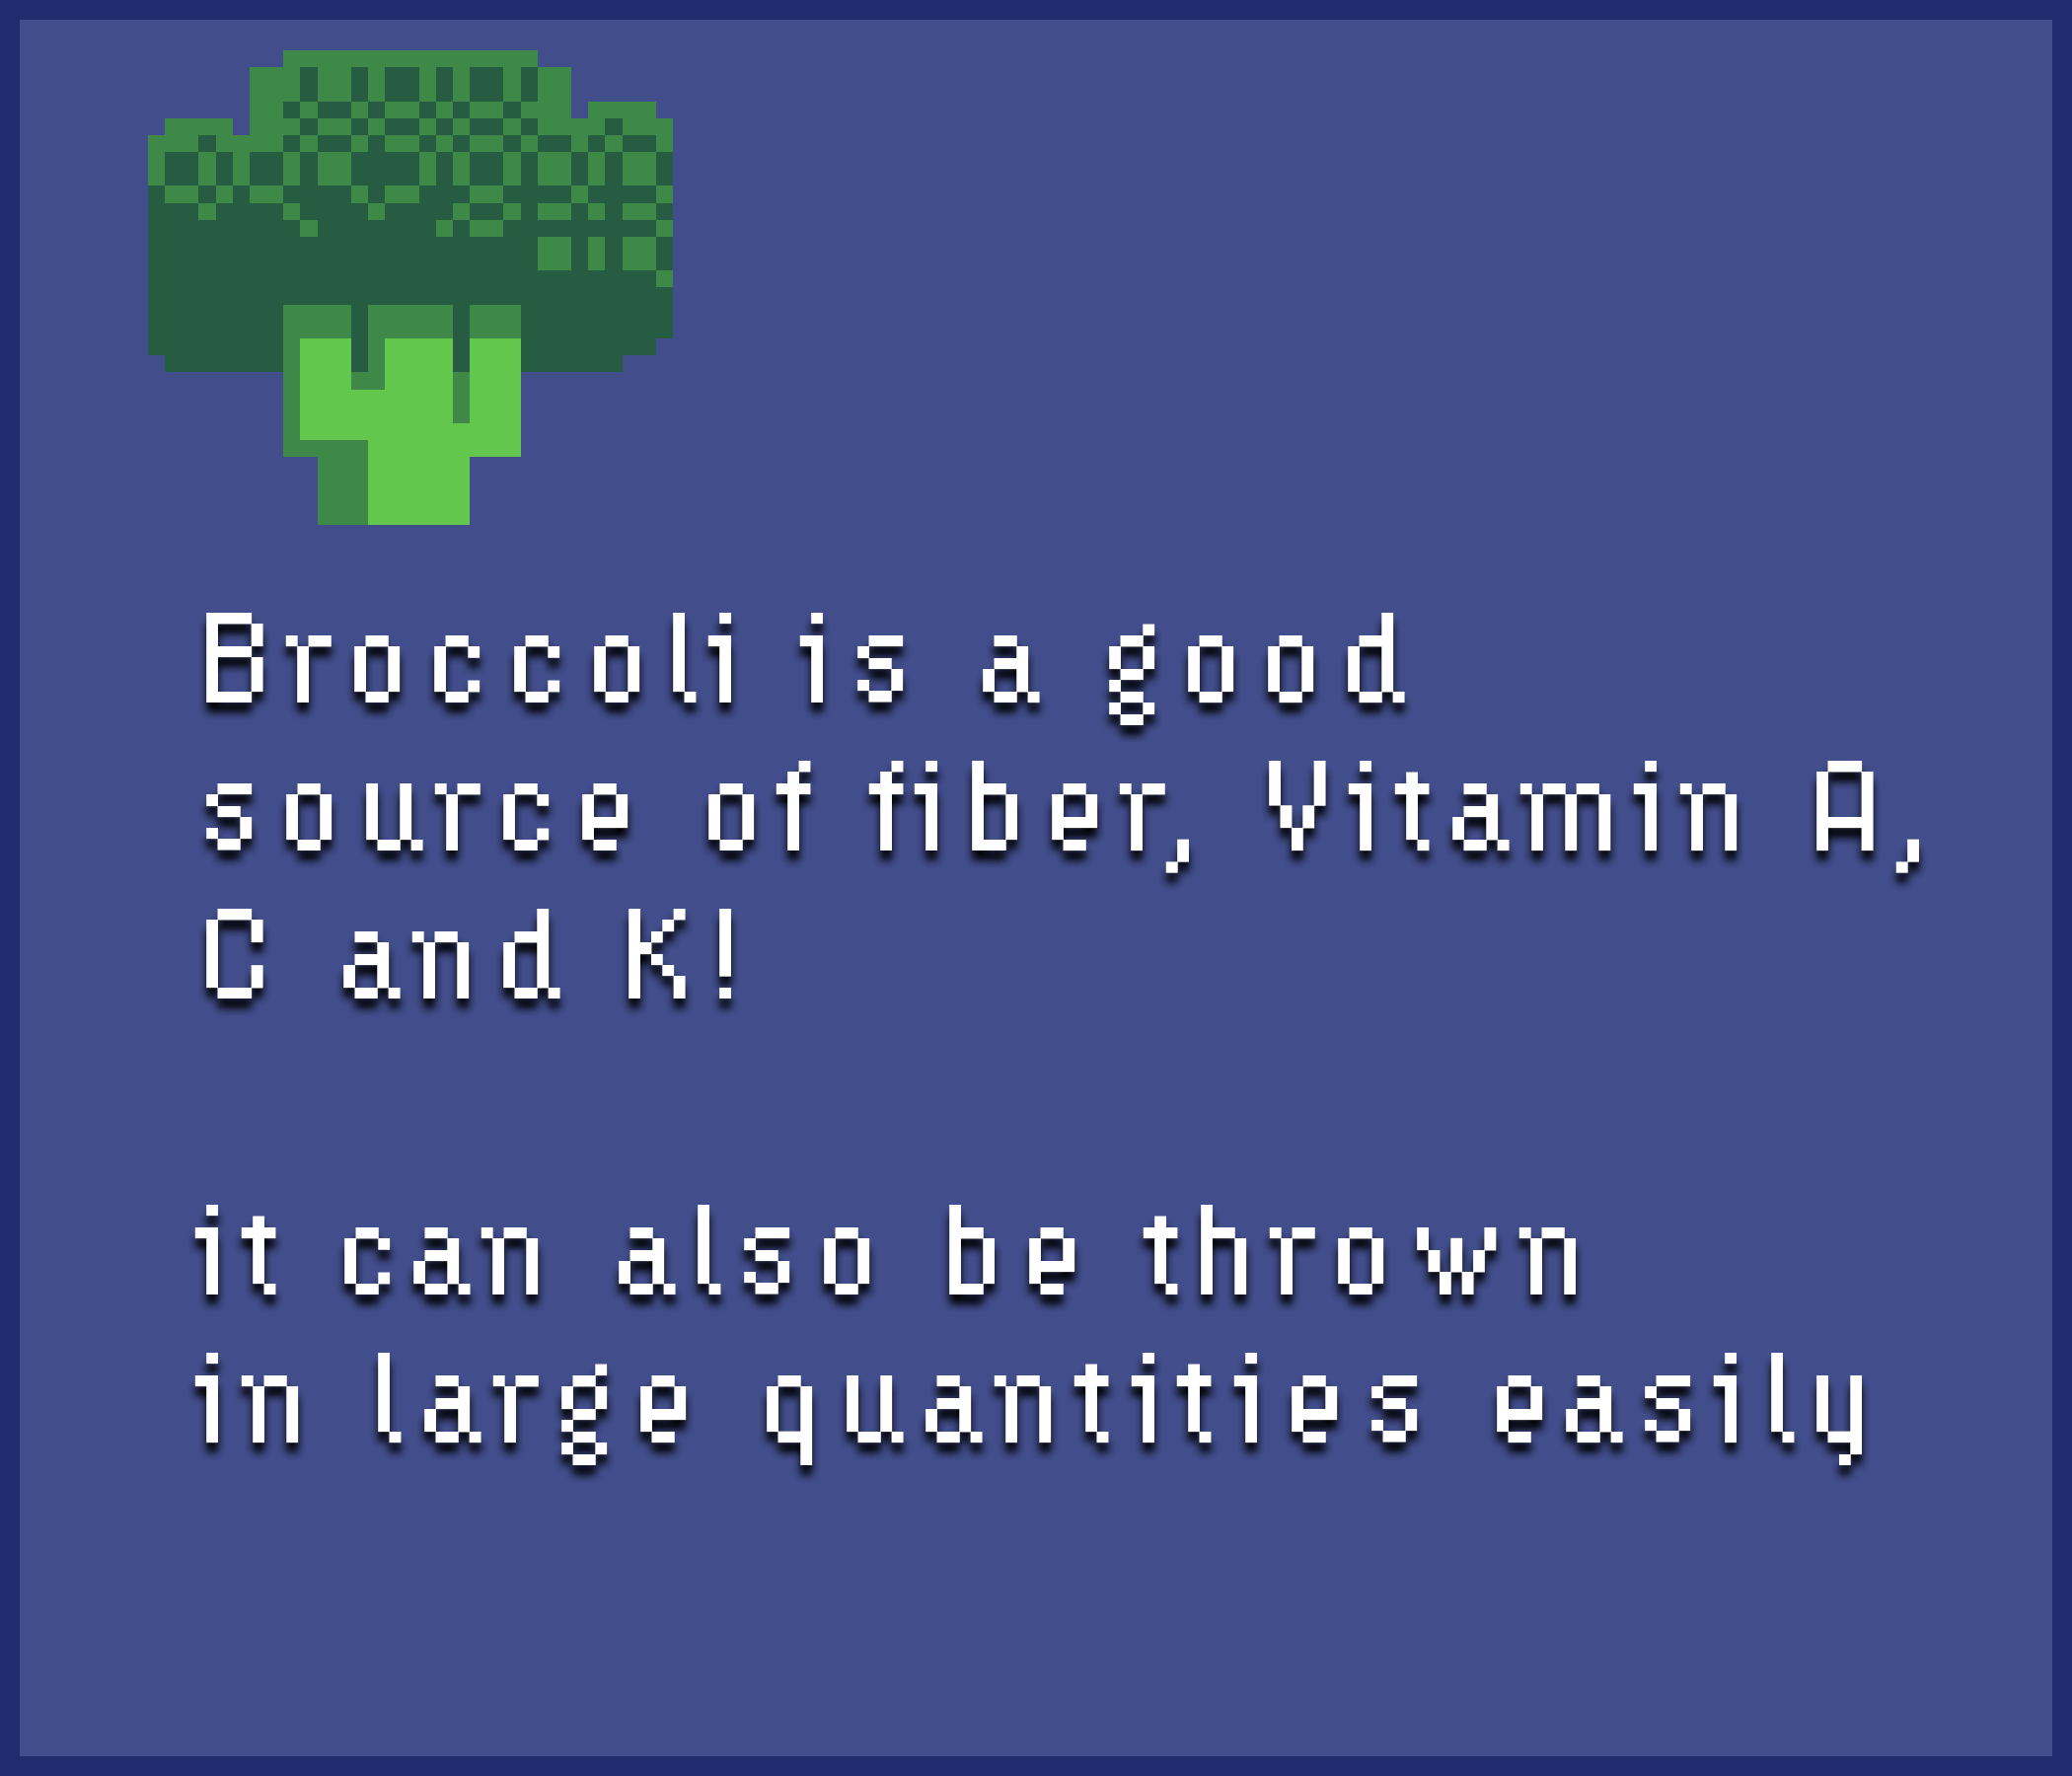 Broccoli is a good
source of fiber, Vitamin A,
C and K!
it can also be thrown
in large quantities easily